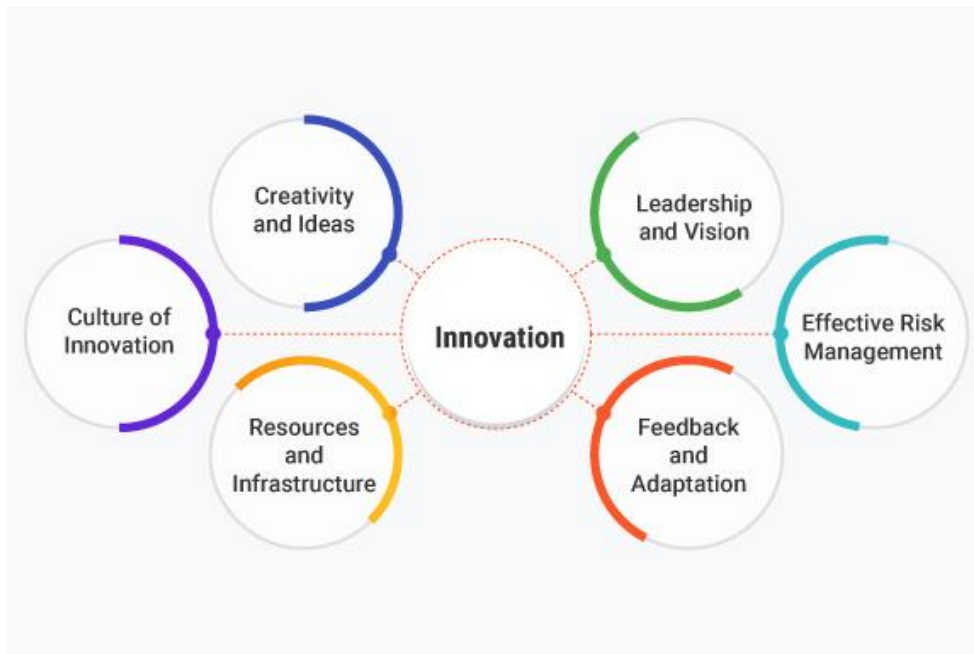 Creativity
and Ideas
Leadership
and Vision
Culture of
Innovation
Innovation
Effective Risk
Management
Resources
and
Infrastructure
Feedback
and
Adaptation